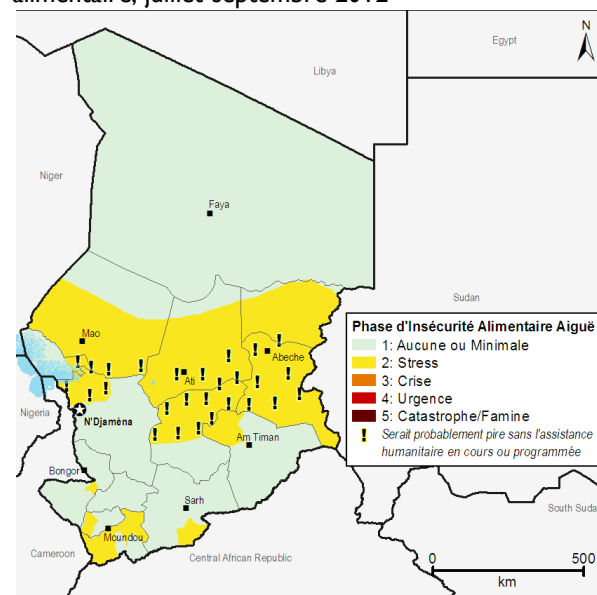 alimentaire, juillet-septembre 2012
Egypt
N
Libya
Niger
Faya
Sudan
Mao
Phase d'Insécurité Alimentaire Aiguë
1: Aucune ou Minimale
2: Stress
3: Crise
4: Urgence
5: Catastrophe/Famine
! Serait probablement pire sans l'assistance
humanitaire en cours ou programmée
Abeche
Ati
Nigeria
N'Djaména
Am Timan
Bongor
Sarh
South Suda
Moundou
Cameroon
Central African Republic
0 500
km